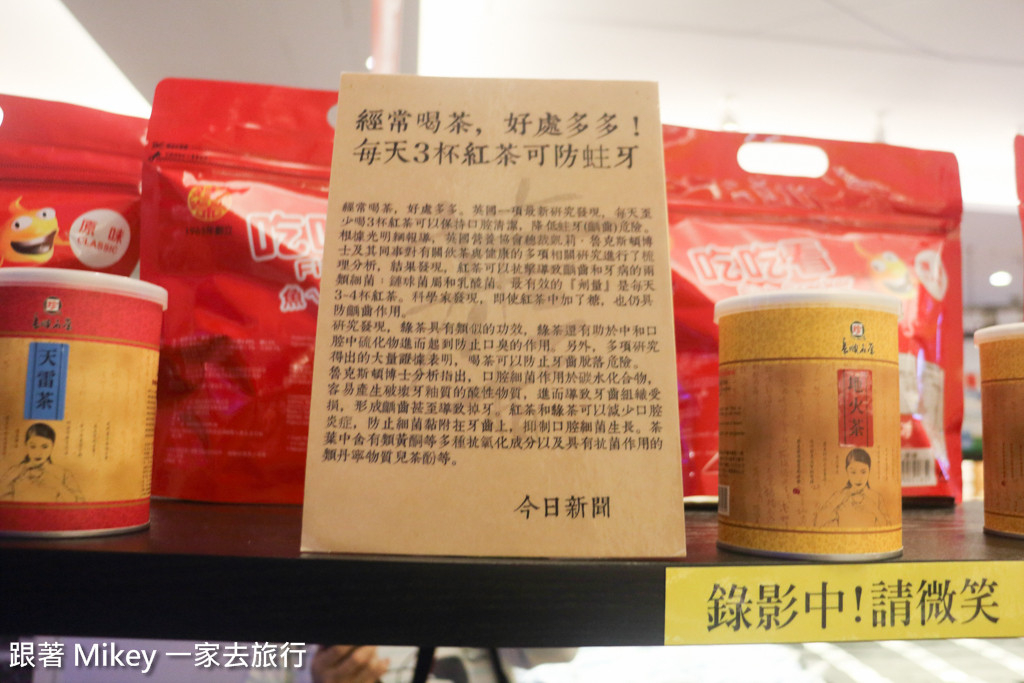 經常喝茶，好處多多！
每天3杯紅茶可防蛀牙
經常喝茶，好處多多。英國一項最新研究發現，每天至
少喝3杯紅茶可以保持口腔清潔，降低蛀牙(齲齒)危險。
根據光明網報導，英國營養協會總裁凱莉．魯克斯頓博
士及其同事對有關飲茶與健康的多項相關研究進行了梳
理分析，結果發現，紅茶可以抗擊導致齲齒和牙病的兩
類細菌：鏈球菌屬和乳酸菌。最有效的『劑量』是每天
3-4杯紅茶。科學家發現，即使紅茶中加了糖，也仍具
防齲齒作用。
研究發現，綠茶具有類似的功效，綠茶還有助於中和口
腔中硫化物進而起到防止口臭的作用。另外，多項研究
得出的大量證據表明，喝茶可以防止牙齒脫落危險。
魯克斯頓博士分析指出，口腔細菌作用於碳水化合物，
容易產生破壞牙釉質的酸性物質，進而導致牙齒組織受
損，形成齲齒甚至導致掉牙。紅茶和綠茶可以減少口腔
炎症，防止細菌黏附在牙齒上，抑制口腔細菌生長。茶
葉中含有類黃酮等多種抗氧化成分以及具有抗菌作用的
類丹寧物質兒茶酚等。
今日新聞
原味
CLASSIC
吃吃
魚
吃吃看
天雷茶
火茶
錄影中!請微笑
跟著 Mikey 一家去旅行